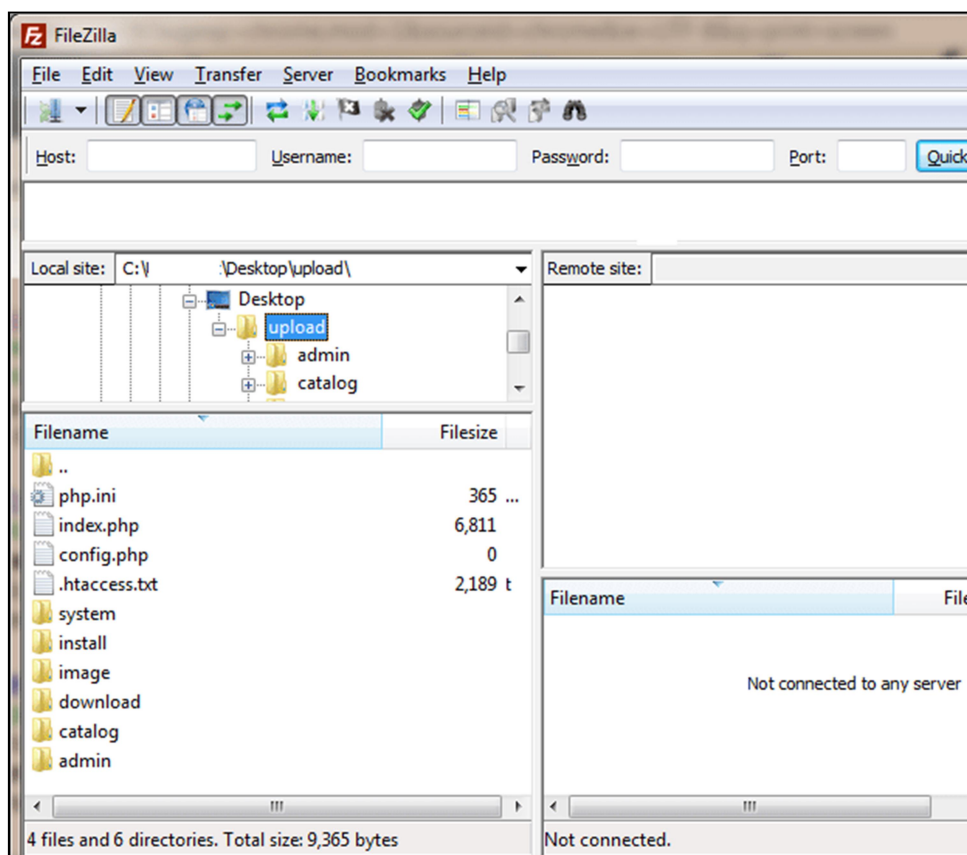 FileZilla
File Edit View Transfer Server Bookmarks Help
Host: Username: Password: Port: Quick
Local site: C:\ :\Desktop\upload\
Remote site:
Desktop
upload
admin
catalog
Filename Filesize
..
php.ini 365 ...
index.php 6,811
config.php 0
.htaccess.txt 2,189 t
system
install
image
download
catalog
admin
4 files and 6 directories. Total size: 9,365 bytes
Filename File
Not connected to any server
Not connected.